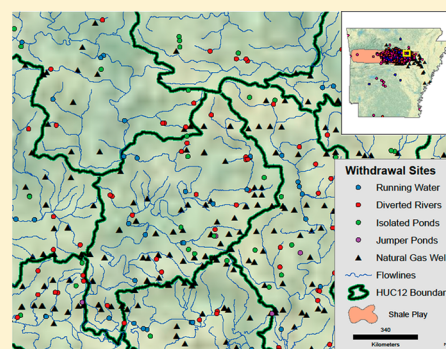 Withdrawal Sites
Running Water
Diverted Rivers
Isolated Ponds
Jumper Ponds
Natural Gas Wel
Flowlines
HUC12 Boundar
Shale Play
340
Kilometers